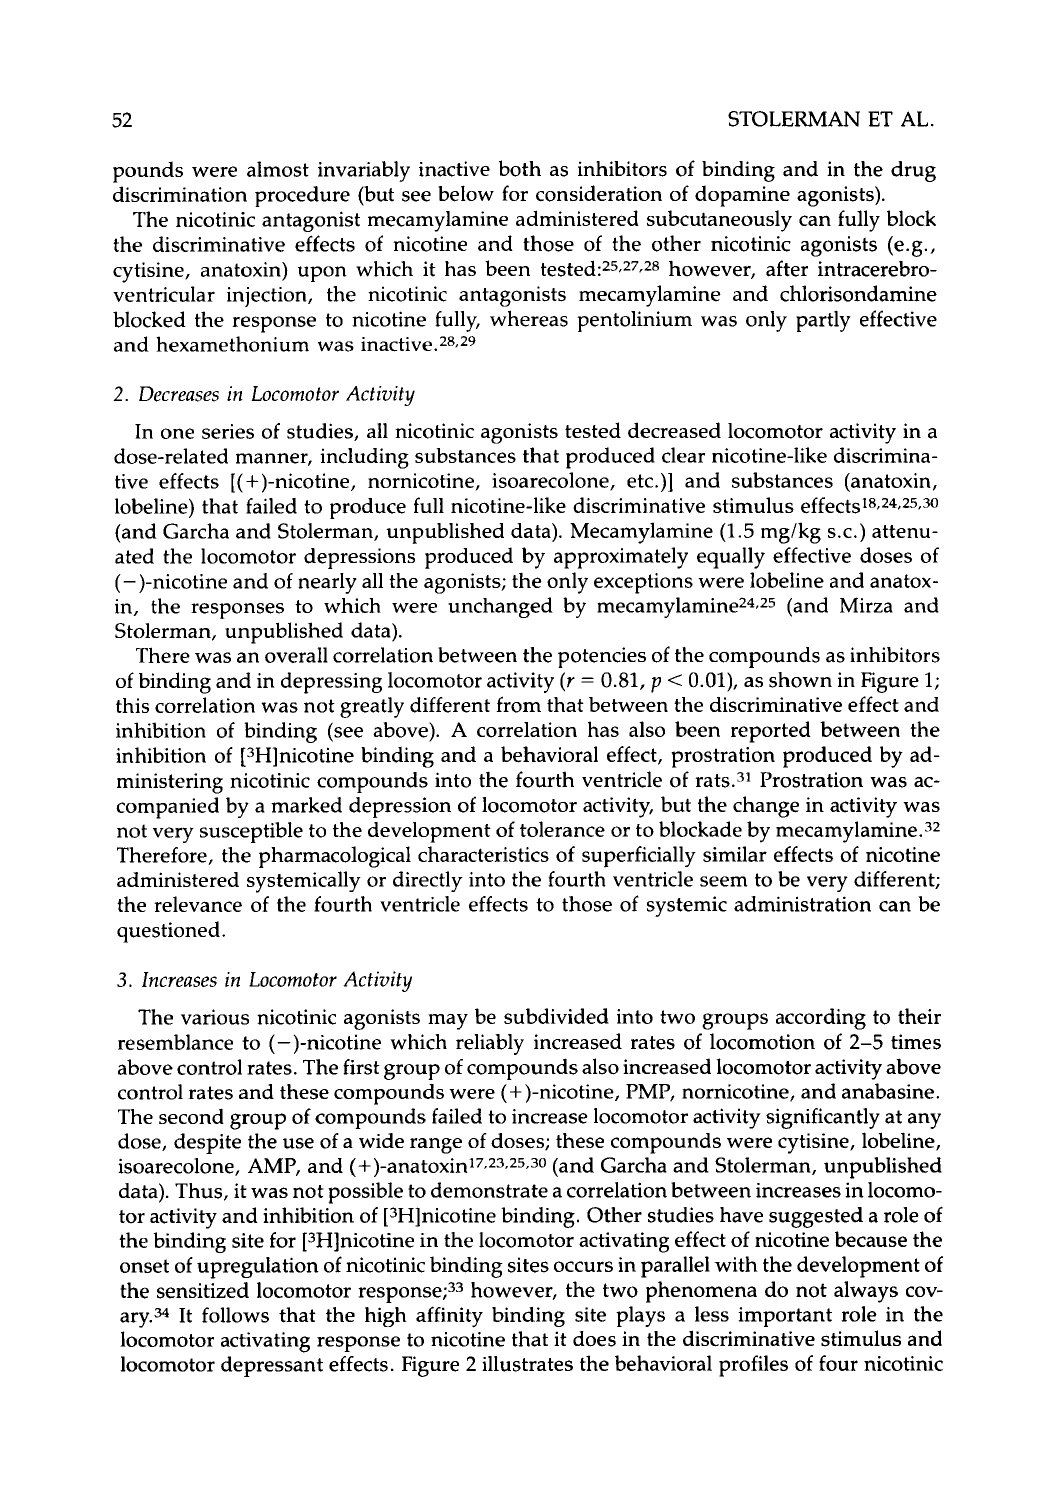 52 STOLERMAN ET AL.
pounds were almost invariably inactive both as inhibitors of binding and in the drug
discrimination procedure (but see below for consideration of dopamine agonists).
The nicotinic antagonist mecamylamine administered subcutaneously can fully block
the discriminative effects of nicotine and those of the other nicotinic agonists (e.g.,
cytisine, anatoxin) upon which it has been tested:25,27,28 however, after intracerebro-
ventricular injection, the nicotinic antagonists mecamylamine and chlorisondamine
blocked the response to nicotine fully, whereas pentolinium was only partly effective
and hexamethonium was inactive.28,29
2. Decreases in Locomotor Activity
In one series of studies, all nicotinic agonists tested decreased locomotor activity in a
dose-related manner, including substances that produced clear nicotine-like discrimina-
tive effects [(+)-nicotine, nornicotine, isoarecolone, etc.)] and substances (anatoxin,
lobeline) that failed to produce full nicotine-like discriminative stimulus effects18,24,25,30
(and Garcha and Stolerman, unpublished data). Mecamylamine (1.5 mg/kg s.c.) attenu-
ated the locomotor depressions produced by approximately equally effective doses of
(−)-nicotine and of nearly all the agonists; the only exceptions were lobeline and anatox-
in, the responses to which were unchanged by mecamylamine24,25 (and Mirza and
Stolerman, unpublished data).
There was an overall correlation between the potencies of the compounds as inhibitors
of binding and in depressing locomotor activity (r = 0.81, p < 0.01), as shown in Figure 1;
this correlation was not greatly different from that between the discriminative effect and
inhibition of binding (see above). A correlation has also been reported between the
inhibition of [3H]nicotine binding and a behavioral effect, prostration produced by ad-
ministering nicotinic compounds into the fourth ventricle of rats.31 Prostration was ac-
companied by a marked depression of locomotor activity, but the change in activity was
not very susceptible to the development of tolerance or to blockade by mecamylamine.32
Therefore, the pharmacological characteristics of superficially similar effects of nicotine
administered systemically or directly into the fourth ventricle seem to be very different;
the relevance of the fourth ventricle effects to those of systemic administration can be
questioned.
3. Increases in Locomotor Activity
The various nicotinic agonists may be subdivided into two groups according to their
resemblance to (−)-nicotine which reliably increased rates of locomotion of 2–5 times
above control rates. The first group of compounds also increased locomotor activity above
control rates and these compounds were (+)-nicotine, PMP, nornicotine, and anabasine.
The second group of compounds failed to increase locomotor activity significantly at any
dose, despite the use of a wide range of doses; these compounds were cytisine, lobeline,
isoarecolone, AMP, and (+)-anatoxin17,23,25,30 (and Garcha and Stolerman, unpublished
data). Thus, it was not possible to demonstrate a correlation between increases in locomo-
tor activity and inhibition of [3H]nicotine binding. Other studies have suggested a role of
the binding site for [3H]nicotine in the locomotor activating effect of nicotine because the
onset of upregulation of nicotinic binding sites occurs in parallel with the development of
the sensitized locomotor response;33 however, the two phenomena do not always cov-
ary.34 It follows that the high affinity binding site plays a less important role in the
locomotor activating response to nicotine that it does in the discriminative stimulus and
locomotor depressant effects. Figure 2 illustrates the behavioral profiles of four nicotinic